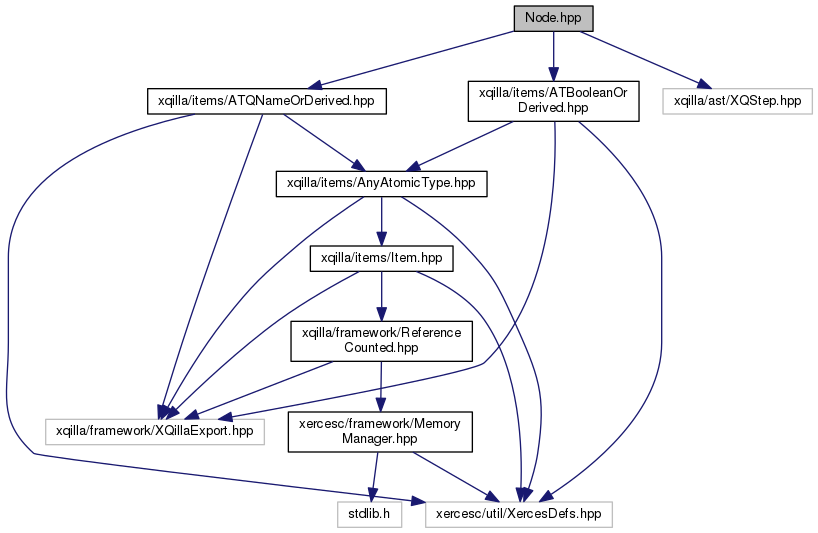 Node.hpp
xqilla/items/ATQNameOrDerived.hpp
xqilla/items/ATBooleanOr
Derived.hpp
xqilla/ast/XQStep.hpp
xqilla/items/AnyAtomicType.hpp
xqilla/items/Item.hpp
xqilla/framework/Reference
Counted.hpp
xqilla/framework/XQillaExport.hpp
xercesc/framework/Memory
Manager.hpp
stdlib.h
xercesc/util/XercesDefs.hpp